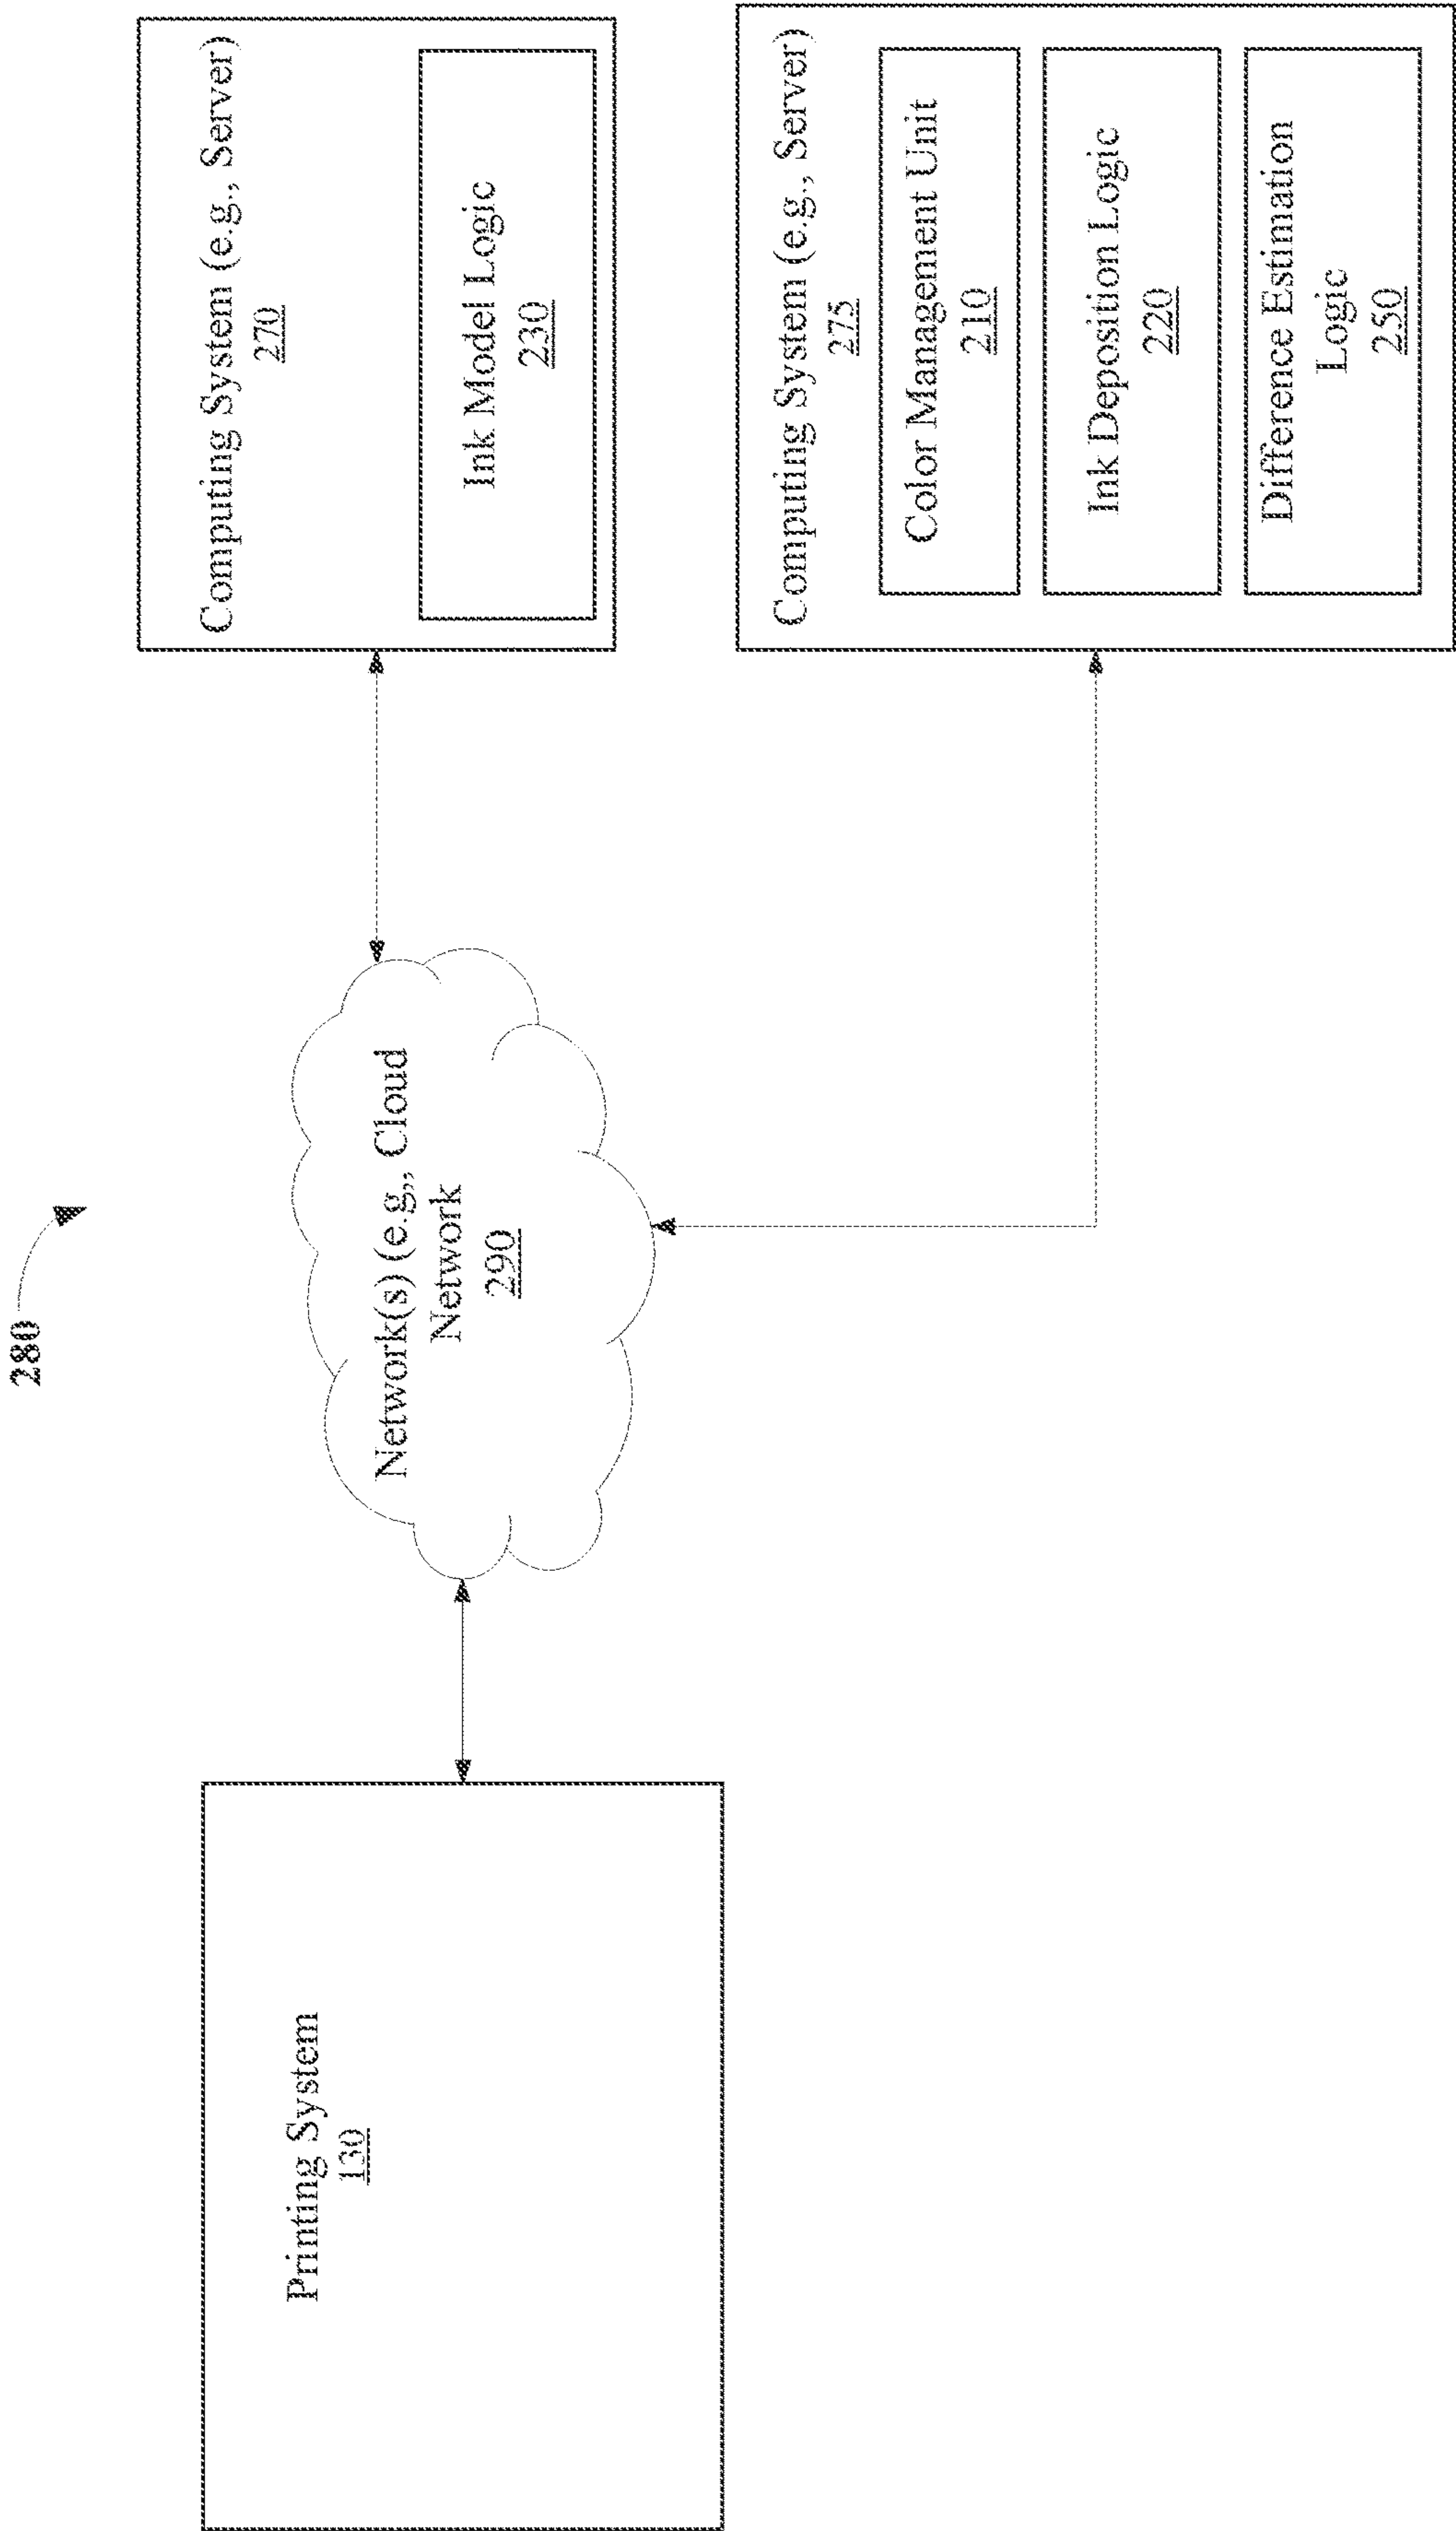 280
Printing System
130
Network(s) (e.g,, Cloud
Network
290
Computing System (e.g., Server)
270
Ink Model Logic
230
Computing System (e.g., Server)
275
Color Management Unit
210
Ink Deposition Logic
220
Difference Estimation
Logic
250